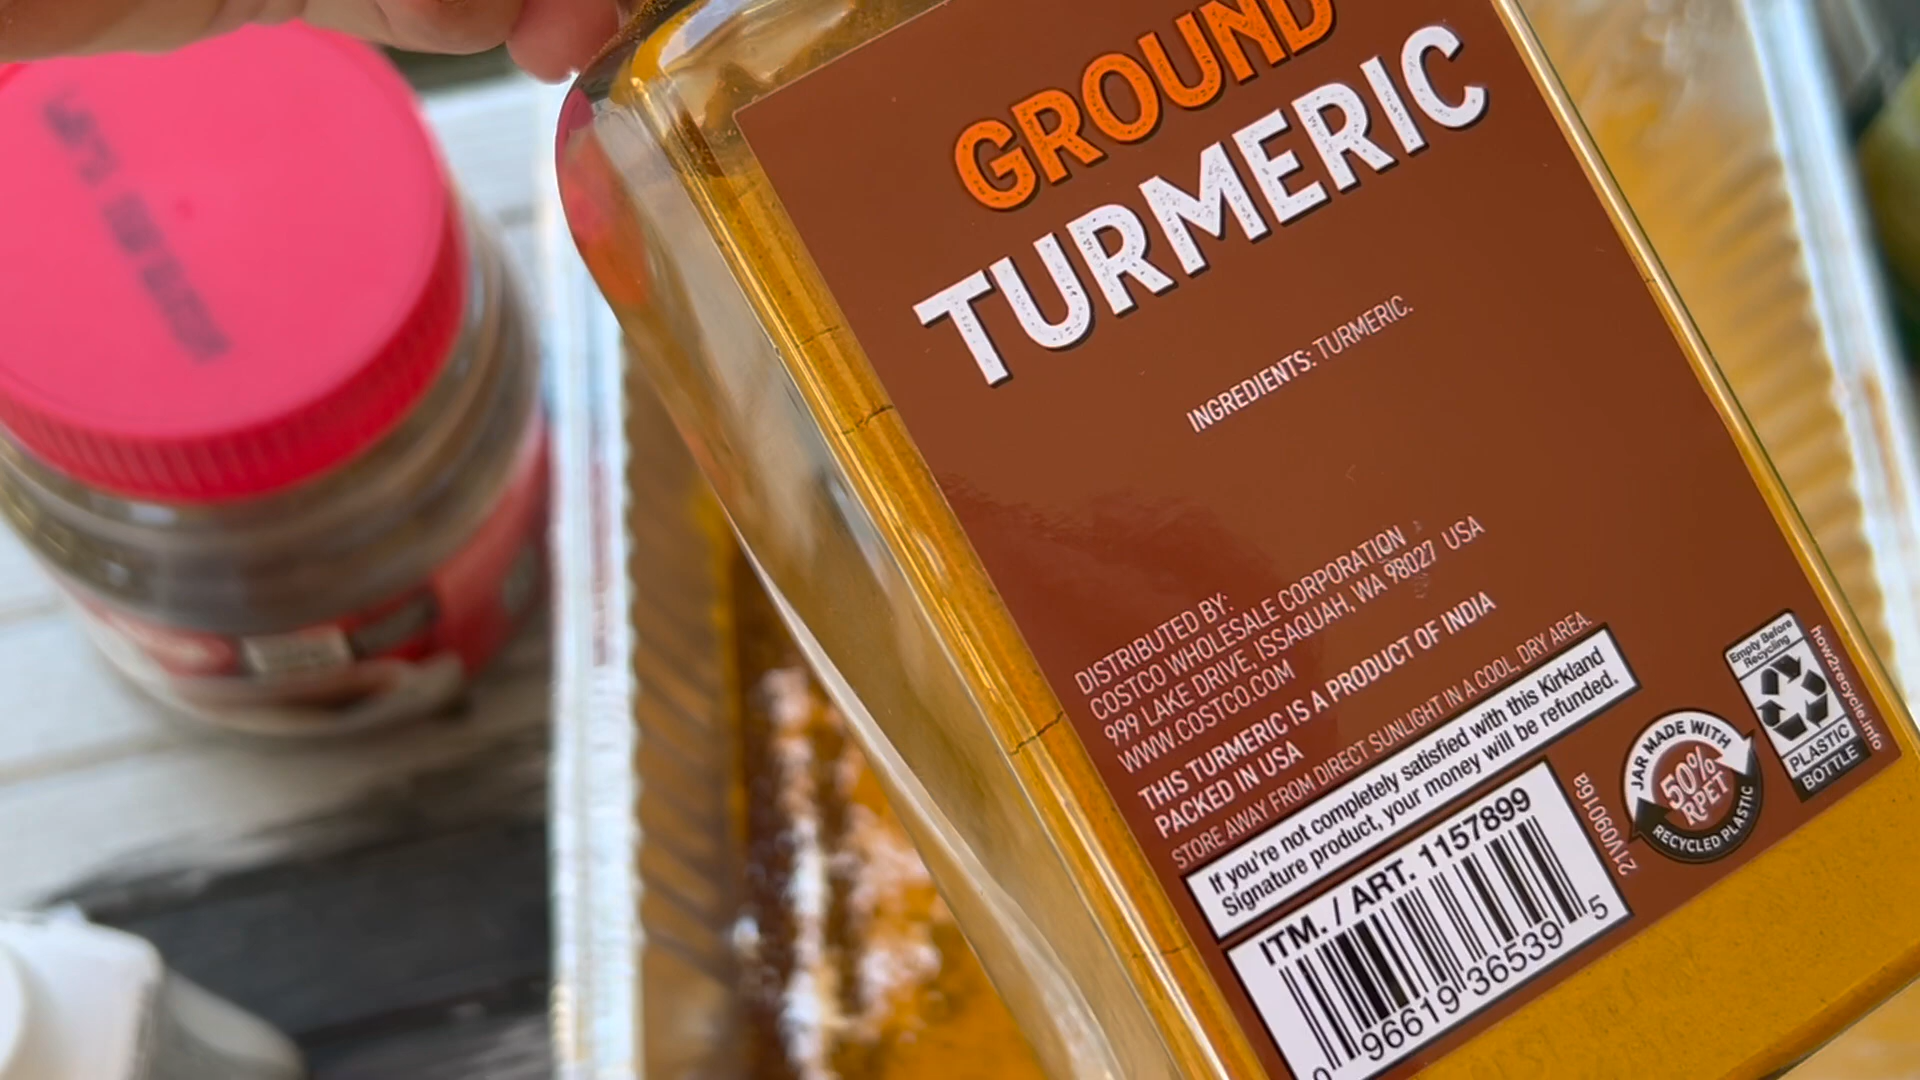 GROUND
TURMERIC
INGREDIENTS: TURMERIC.
DISTRIBUTED BY:
COSTCO WHOLESALE CORPORATION
999 LAKE DRIVE, ISSAQUAH, WA 98027 USA
WWW.COSTCO.COM
THIS TURMERIC IS A PRODUCT OF INDIA
PACKED IN USA
STORE AWAY FROM DIRECT SUNLIGHT IN A COOL, DRY AREA.
If you're not completely satisfied with this Kirkland
Signature product, your money will be refunded.
ITM. / ART. 1157899
0 96619 36539 5
21V09016a
JAR MADE WITH
50%
RPET
RECYCLED PLASTIC
Empty Before
Recycling
PLASTIC
BOTTLE
how2recycle.info